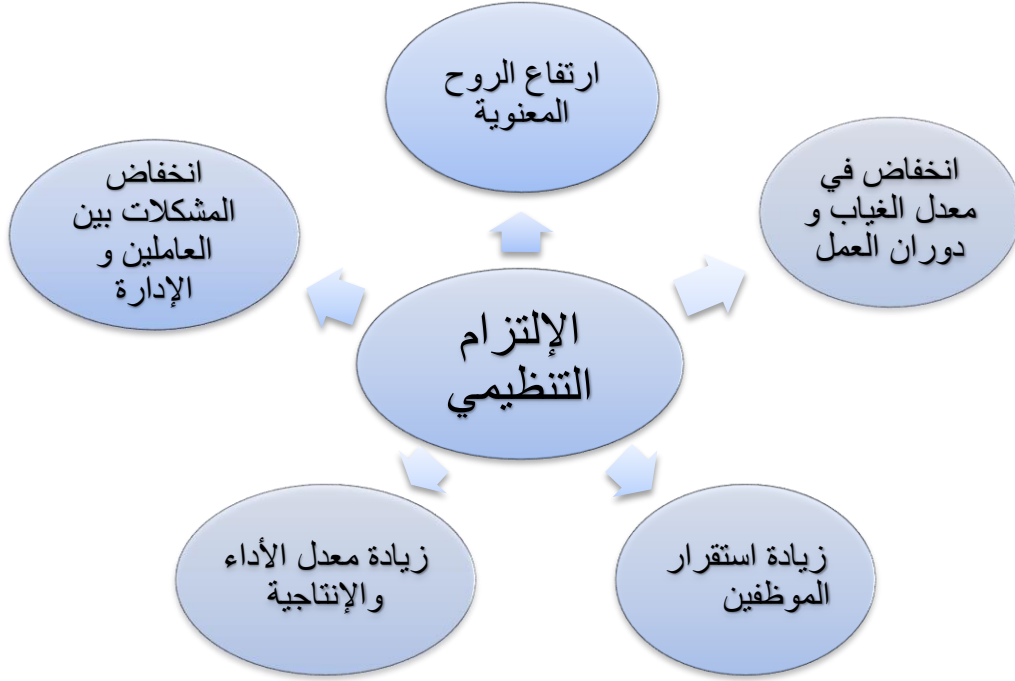 ارتفاع الروح
المعنوية
انخفاض في
معدل الغياب و
دوران العمل
انخفاض
المشكلات بين
العاملين و
الإدارة
الإلتزام
التنظيمي
زيادة استقرار
الموظفين
زيادة معدل الأداء
والإنتاجية